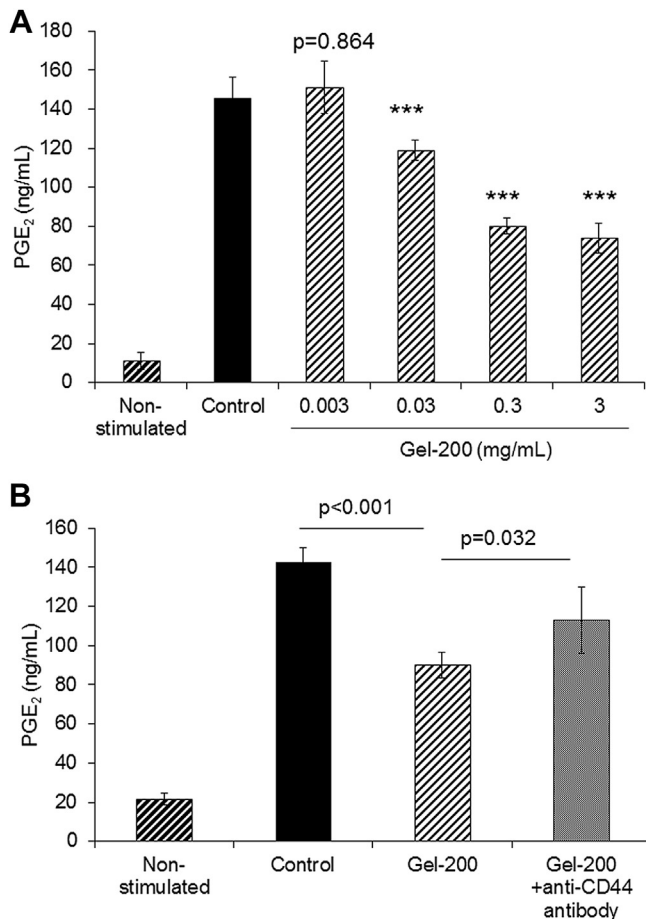 A
PGE₂ (ng/mL)
180
160
140
120
100
80
60
40
20
0
p=0.864
***
***
***
Non-
stimulated
Control
0.003
0.03
0.3
3
Gel-200 (mg/mL)
B
PGE₂ (ng/mL)
160
140
120
100
80
60
40
20
0
p<0.001
p=0.032
Non-
stimulated
Control
Gel-200
Gel-200
+anti-CD44
antibody